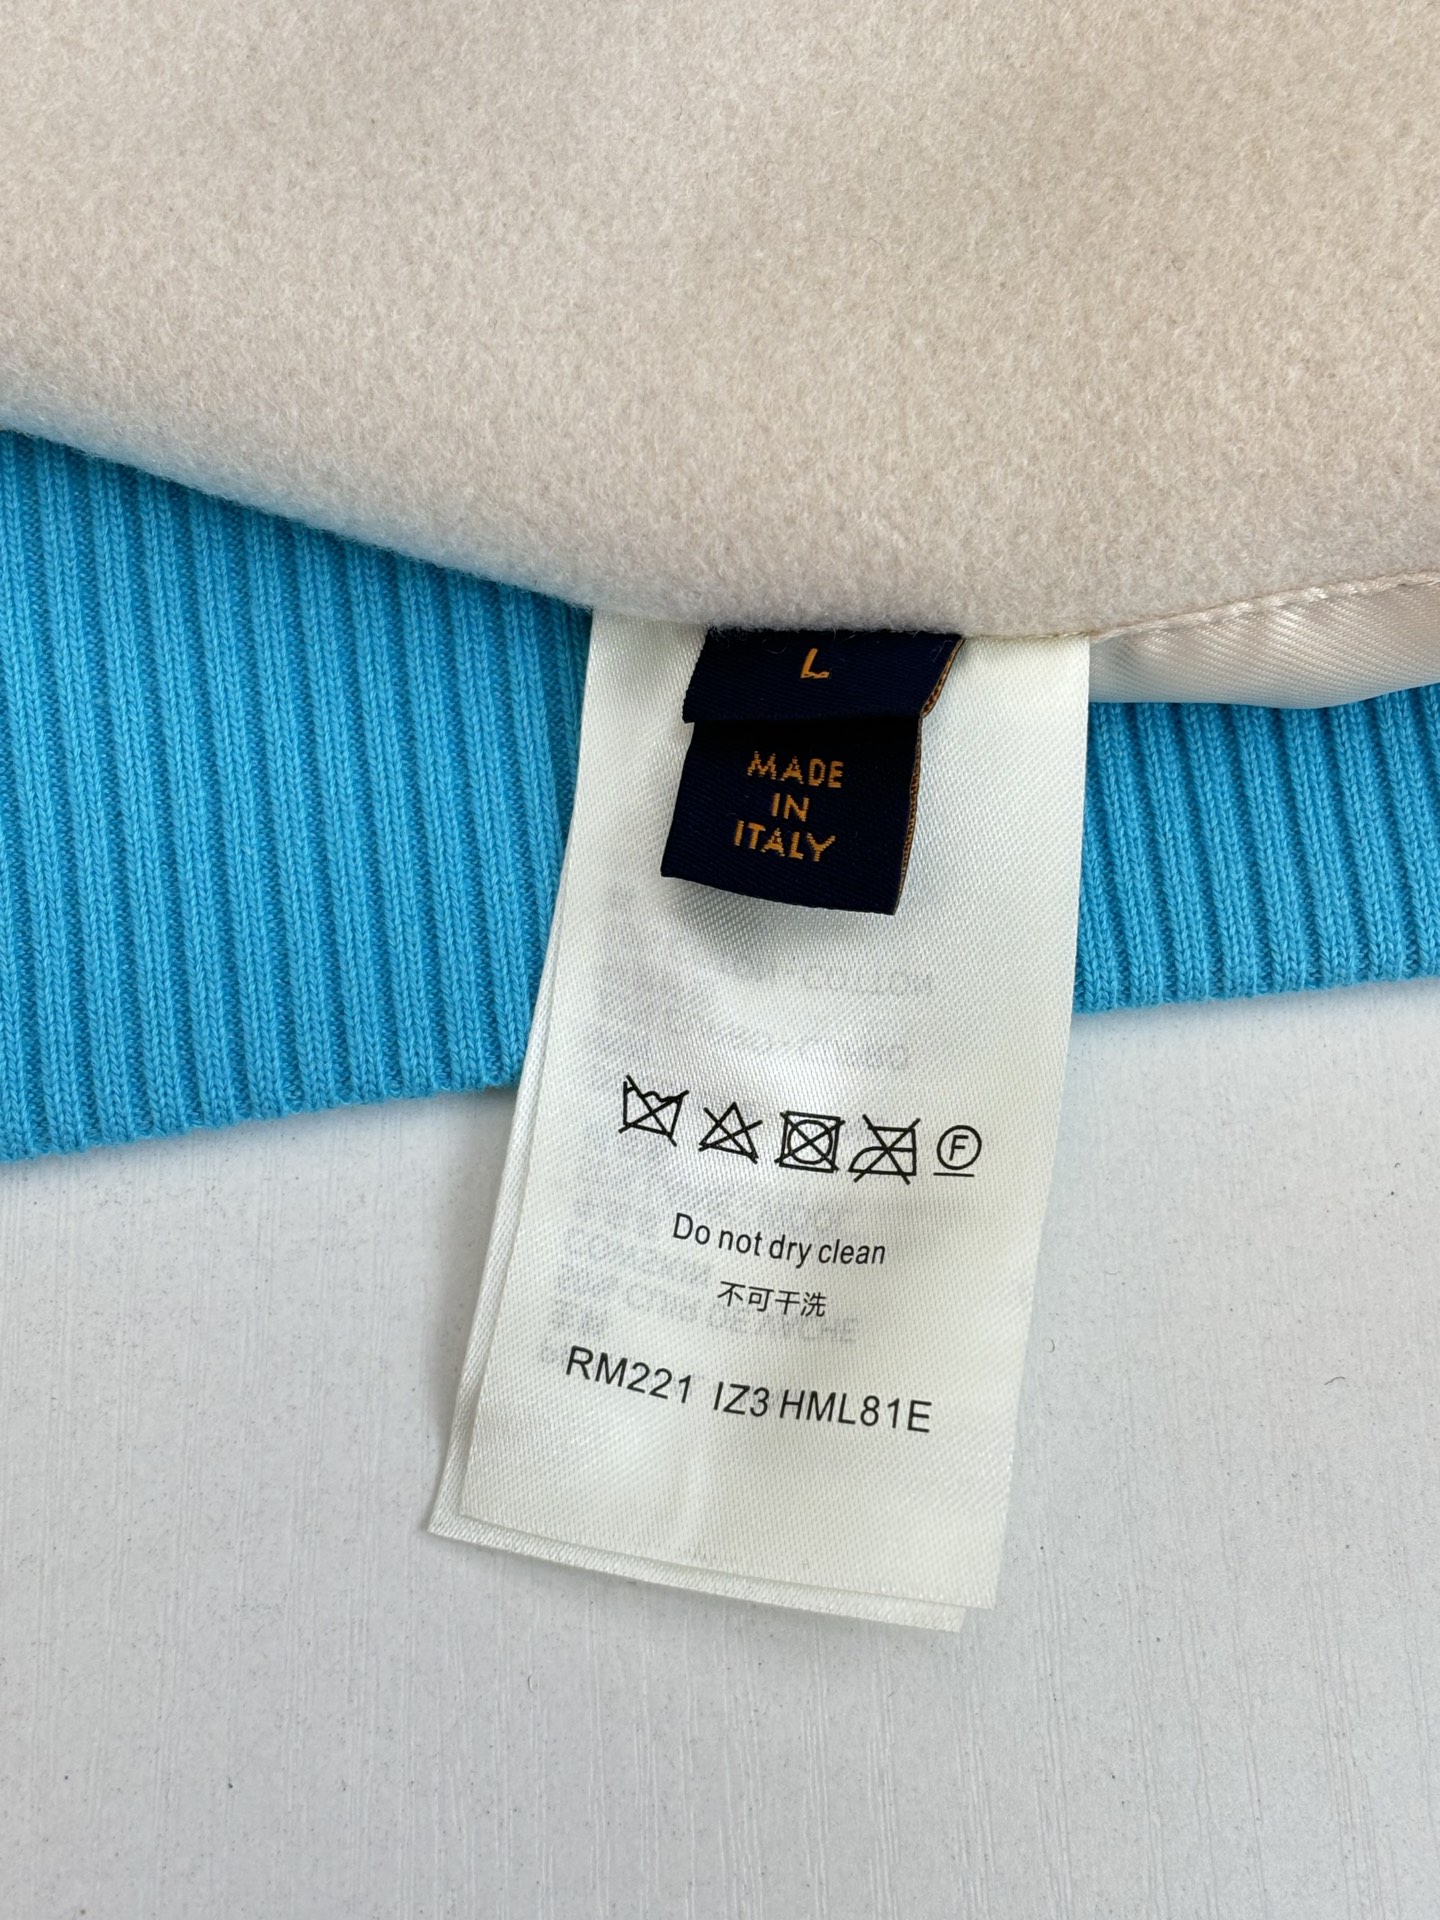 L
MADE
IN
ITALY
F
Do not dry clean
不可干洗
RM221 IZ3 HML81E